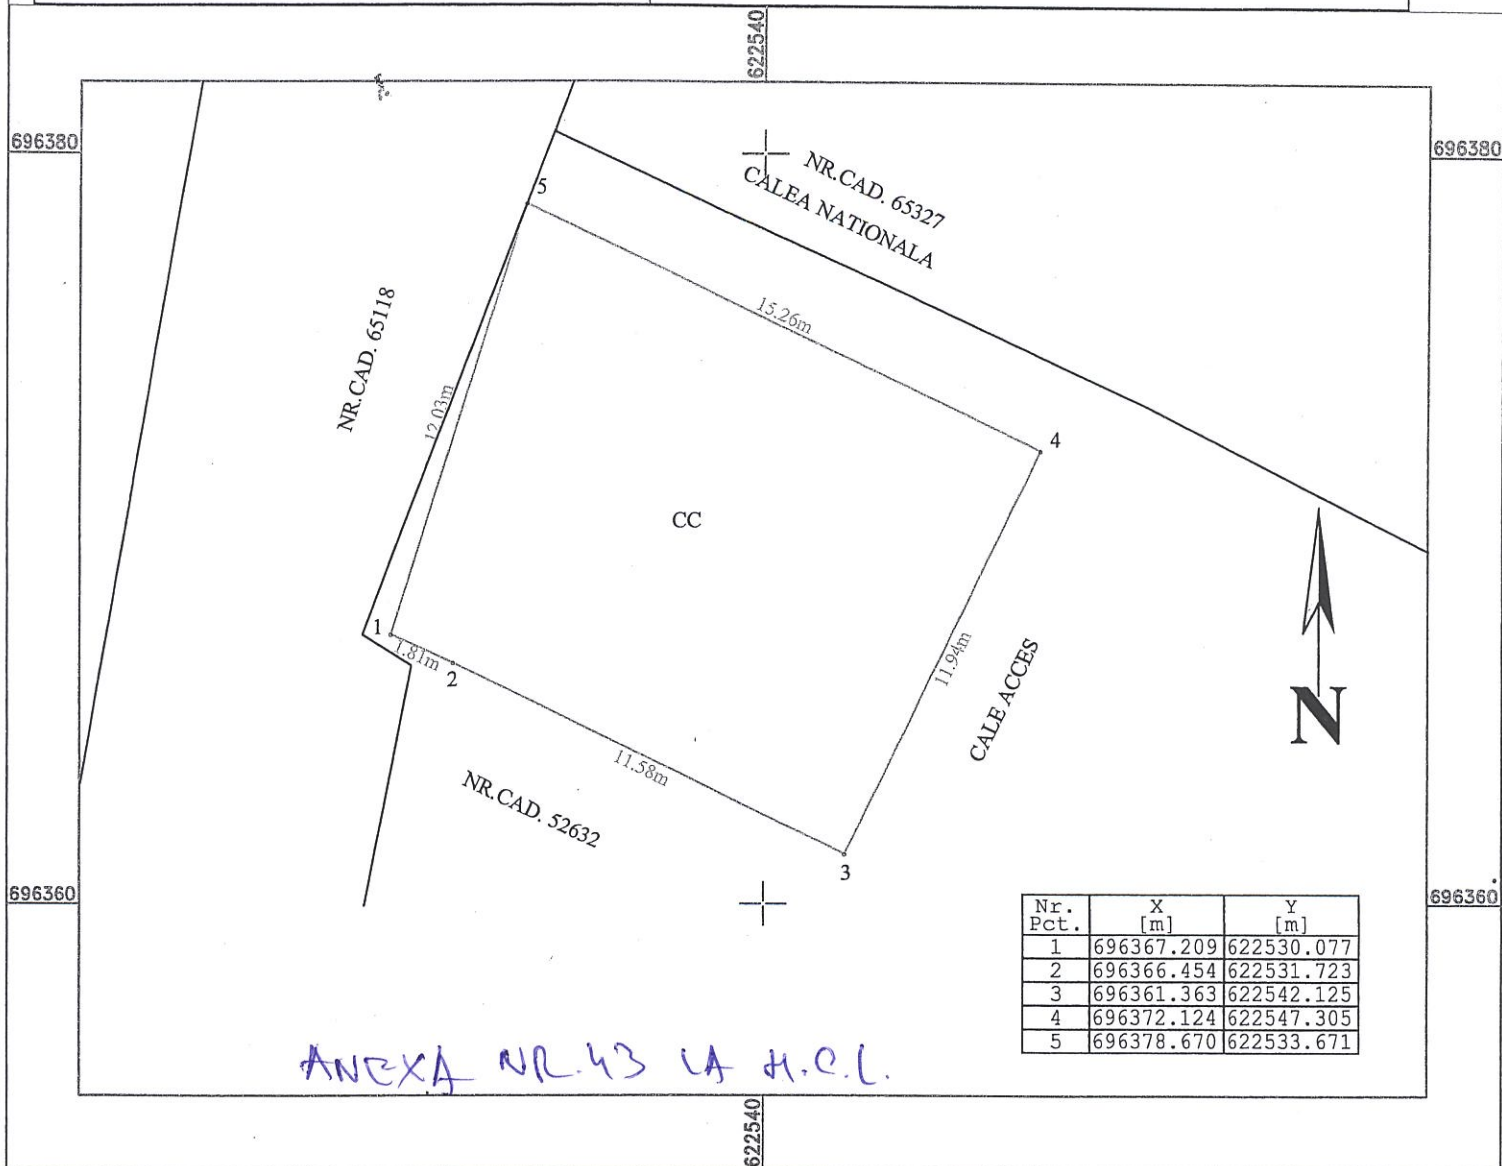 622540
696380
696380
NR.CAD. 65327
CALEA NATIONALA
5
15.26m
NR.CAD. 65118
12.03m
4
CC
1
1.81m
2
11.94m
CALE ACCES
N
11.58m
NR.CAD. 52632
3
696360
696360
Nr. Pct. X [m] Y [m]
1 696367.209 622530.077
2 696366.454 622531.723
3 696361.363 622542.125
4 696372.124 622547.305
5 696378.670 622533.671
ANEXA NR. 43 LA H.C.L.
622540